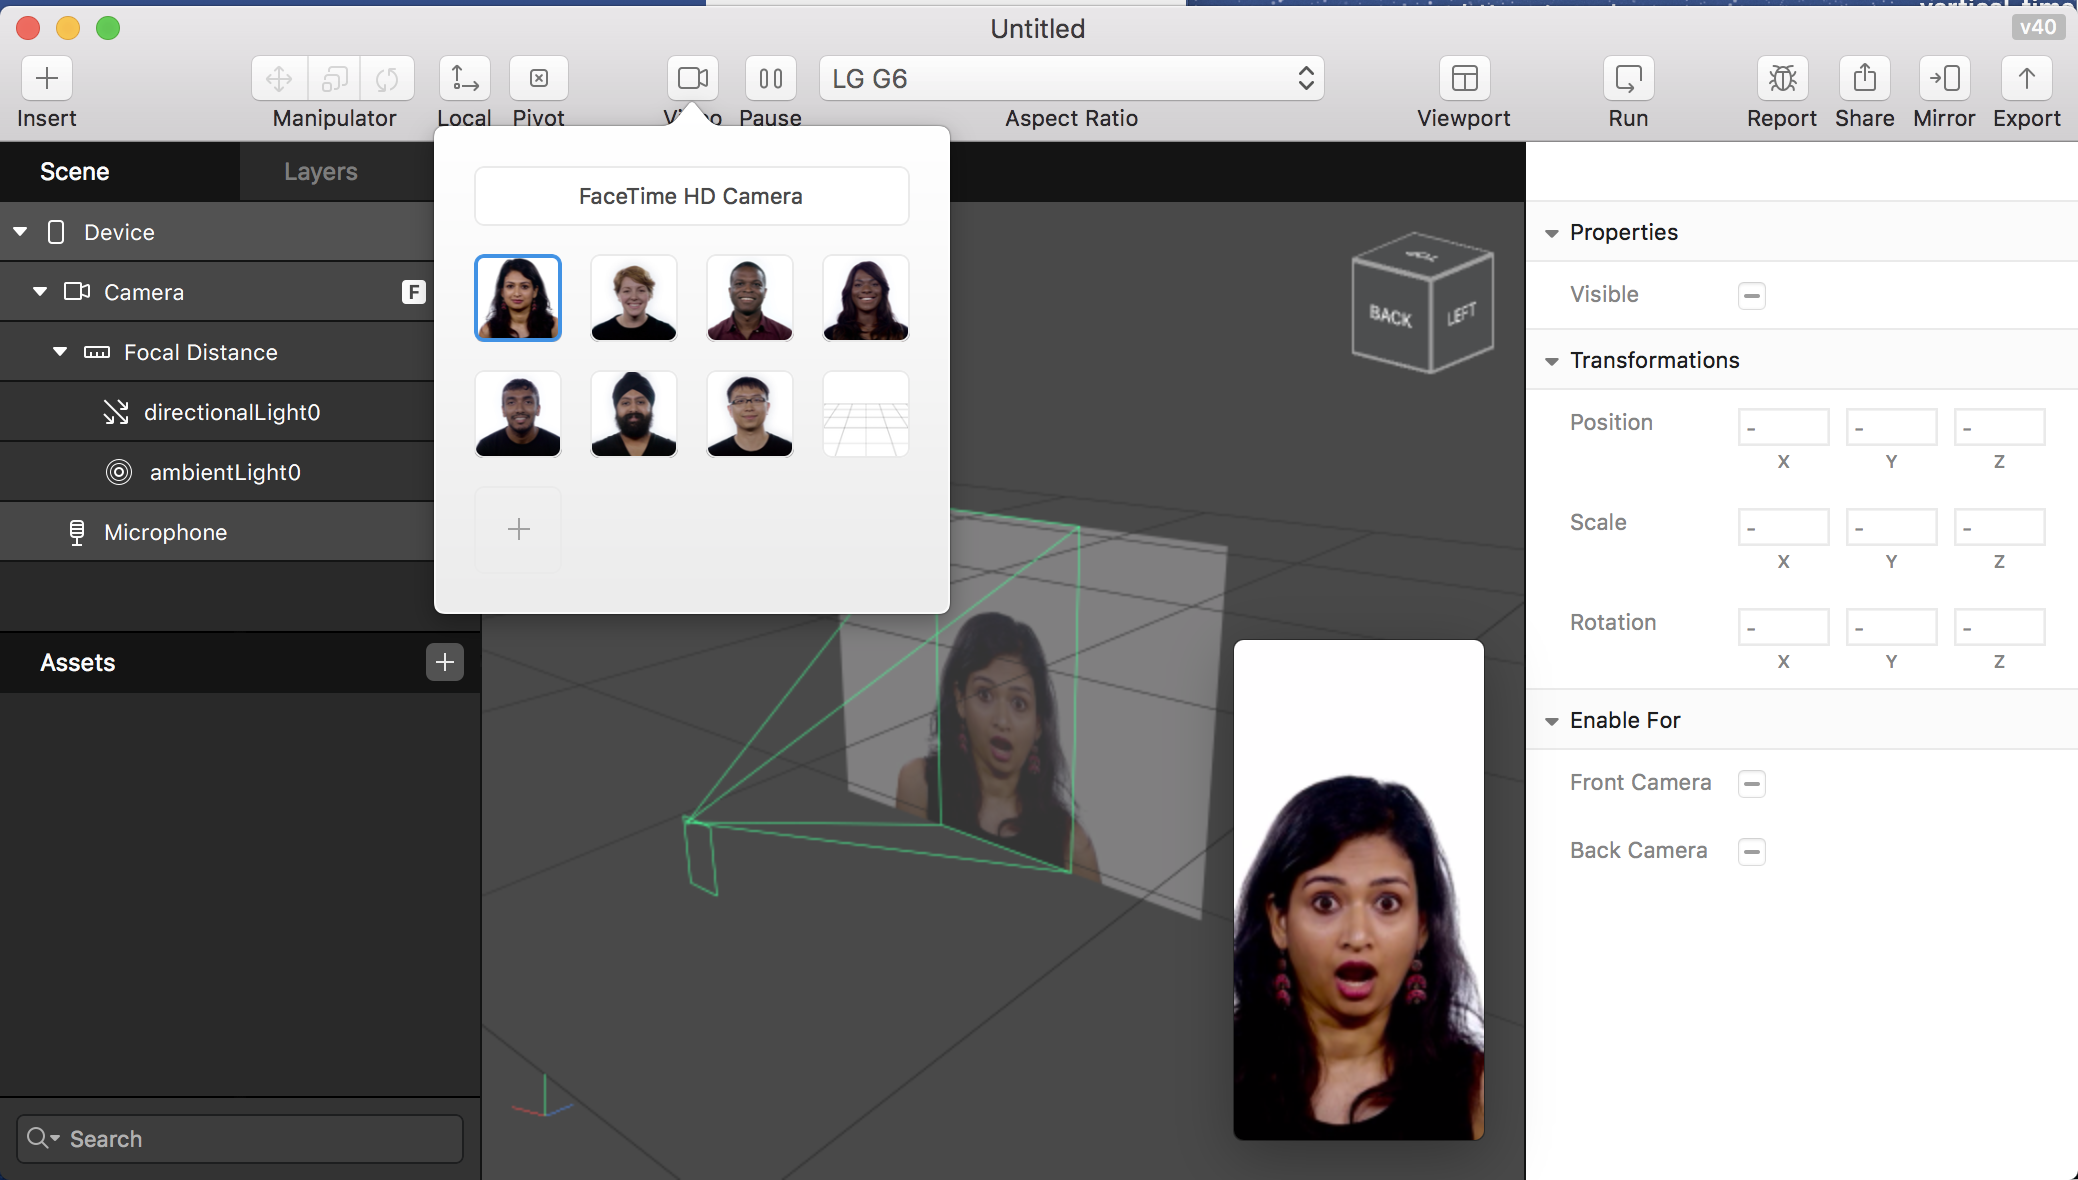 Untitled
v40
LG G6
Insert
Manipulator
Local
Pivot
Video
Pause
Aspect Ratio
Viewport
Run
Report
Share
Mirror
Export
Scene
Layers
Device
Camera
F
Focal Distance
directionalLight0
ambientLight0
Microphone
Assets
Search
FaceTime HD Camera
TOP
BACK
LEFT
Properties
Visible
Transformations
Position
X
Y
Z
Scale
X
Y
Z
Rotation
X
Y
Z
Enable For
Front Camera
Back Camera